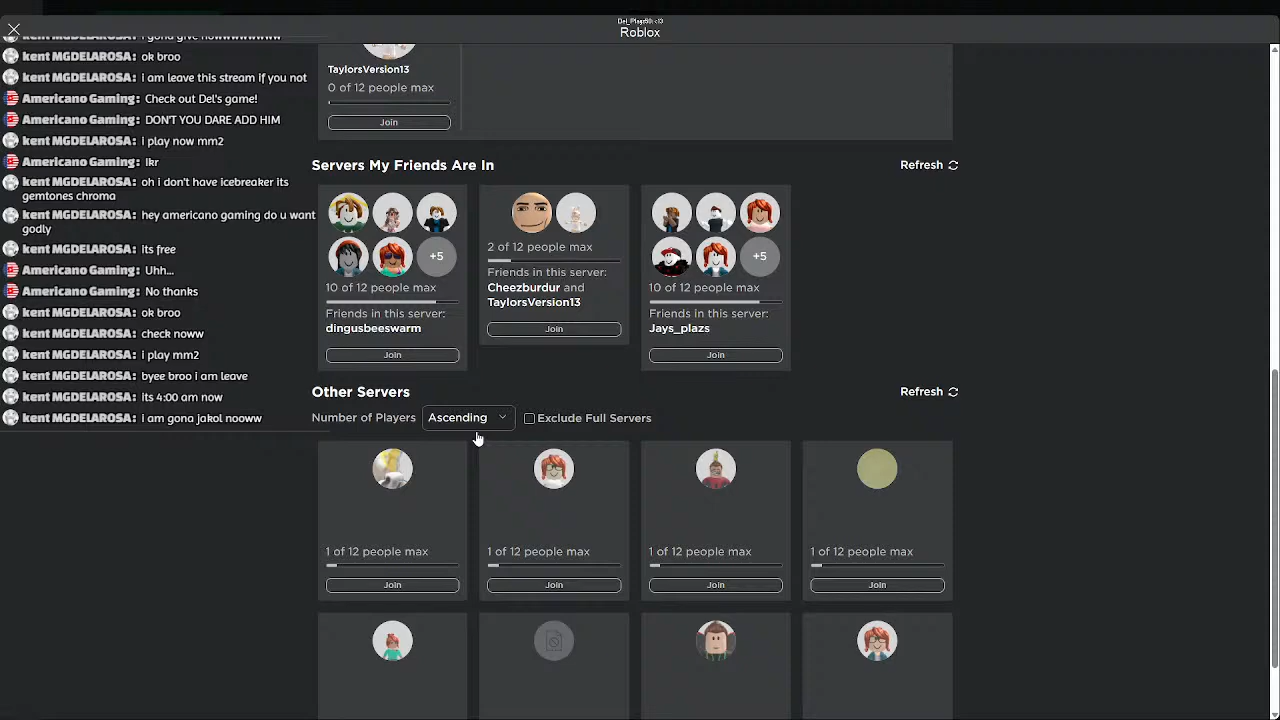 Roblox
ok broo
kent MGDELAROSA: ok broo
kent MGDELAROSA: i am leave this stream if you not
Americano Gaming: Check out Del's game!
Americano Gaming: DON'T YOU DARE ADD HIM
kent MGDELAROSA: i play now mm2
Americano Gaming: Ikr
kent MGDELAROSA: oh i don't have icebreaker its
gemtones chroma
kent MGDELAROSA: hey americano gaming do u want
godly
kent MGDELAROSA: its free
Americano Gaming: Uhh...
Americano Gaming: No thanks
kent MGDELAROSA: ok broo
kent MGDELAROSA: check noww
kent MGDELAROSA: i play mm2
kent MGDELAROSA: byee broo i am leave
kent MGDELAROSA: its 4:00 am now
kent MGDELAROSA: i am gona jakol nooww
TaylorsVersion13
0 of 12 people max
Join
Servers My Friends Are In
Refresh
+5
10 of 12 people max
Friends in this server:
dingusbeeswarm
Join
2 of 12 people max
Friends in this server:
Cheezburdur and
TaylorsVersion13
Join
+5
10 of 12 people max
Friends in this server:
Jays_plazs
Join
Other Servers
Refresh
Number of Players
Ascending
Exclude Full Servers
1 of 12 people max
Join
1 of 12 people max
Join
1 of 12 people max
Join
1 of 12 people max
Join